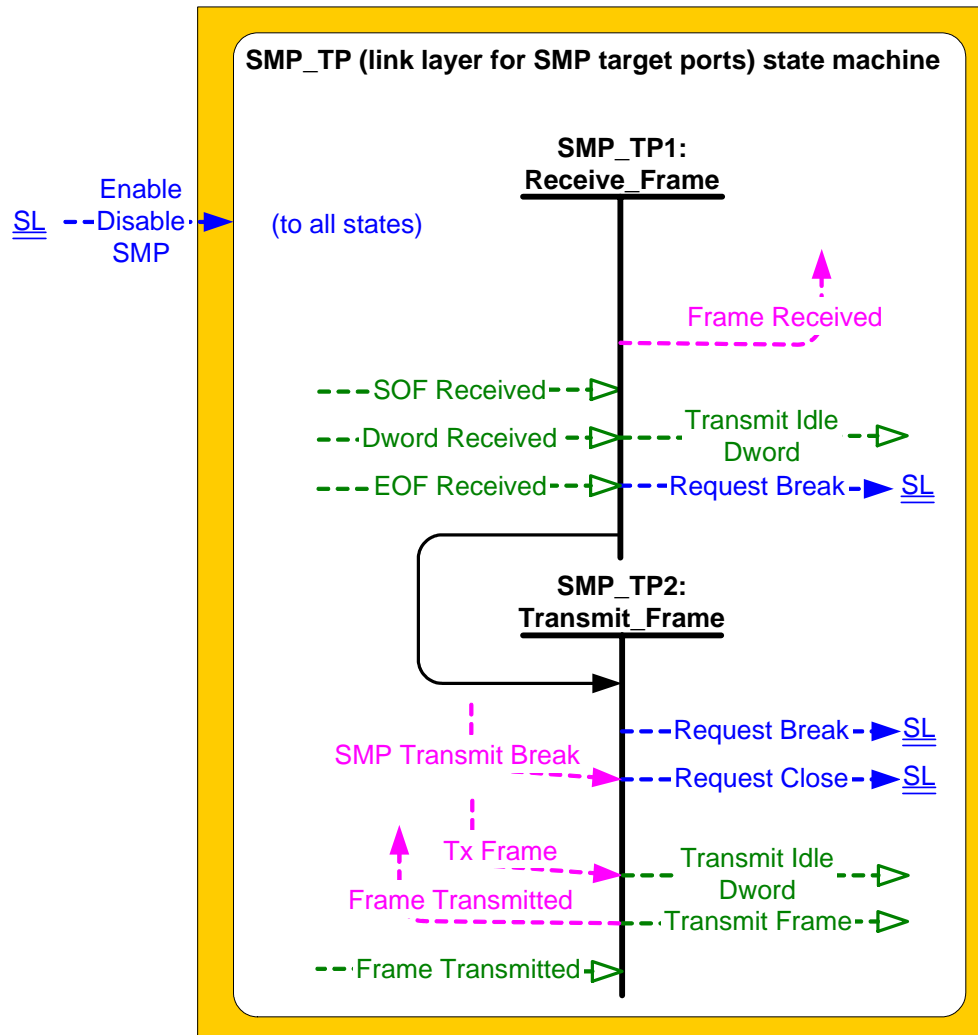 SMP_TP (link layer for SMP target ports) state machine
SMP_TP1:
Receive_Frame
SL
Enable
Disable
SMP
(to all states)
Frame Received
SOF Received
Dword Received
Transmit Idle
Dword
EOF Received
Request Break
SL
SMP_TP2:
Transmit_Frame
Request Break
SL
SMP Transmit Break
Request Close
SL
Tx Frame
Transmit Idle
Dword
Frame Transmitted
Transmit Frame
Frame Transmitted